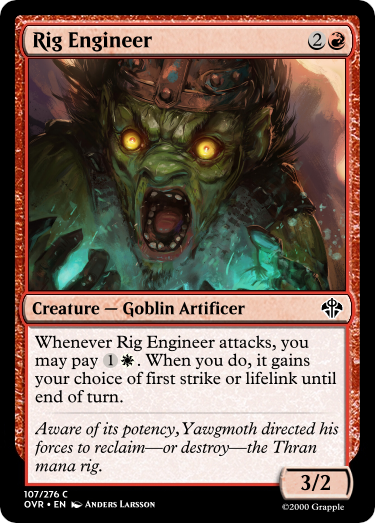 Rig Engineer 2
Creature — Goblin Artificer
Whenever Rig Engineer attacks, you
may pay 1 . When you do, it gains
your choice of first strike or lifelink until
end of turn.
Aware of its potency, Yawgmoth directed his
forces to reclaim—or destroy—the Thran
mana rig.
3/2
107/276 C
OVR • EN Anders Larsson
©2000 Grapple